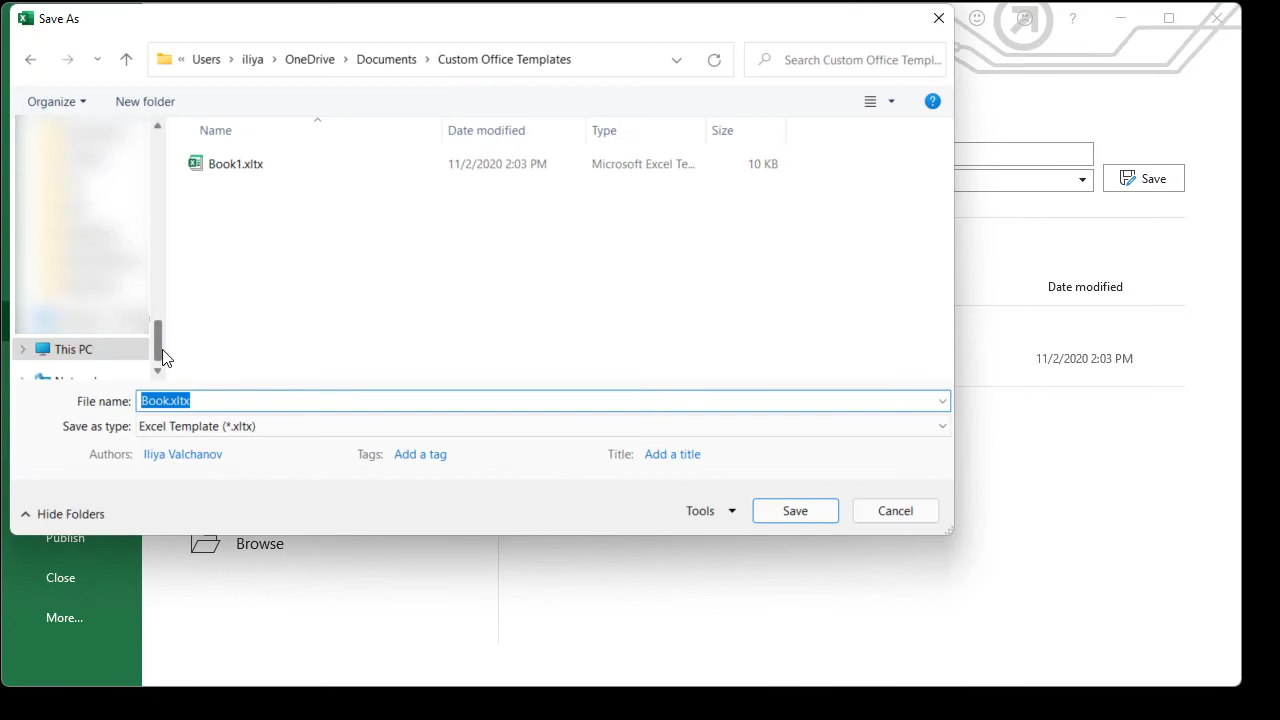 Save As
« Users > iliya > OneDrive > Documents > Custom Office Templates
Search Custom Office Templ...
?
Organize
New folder
?
Name
Date modified
Type
Size
Book1.xltx
11/2/2020 2:03 PM
Microsoft Excel Te...
10 KB
Save
Date modified
11/2/2020 2:03 PM
This PC
File name: Book.xltx
Save as type: Excel Template (*.xltx)
Authors: Iliya Valchanov
Tags: Add a tag
Title: Add a title
Hide Folders
Tools
Save
Cancel
Publish
Browse
Close
More...